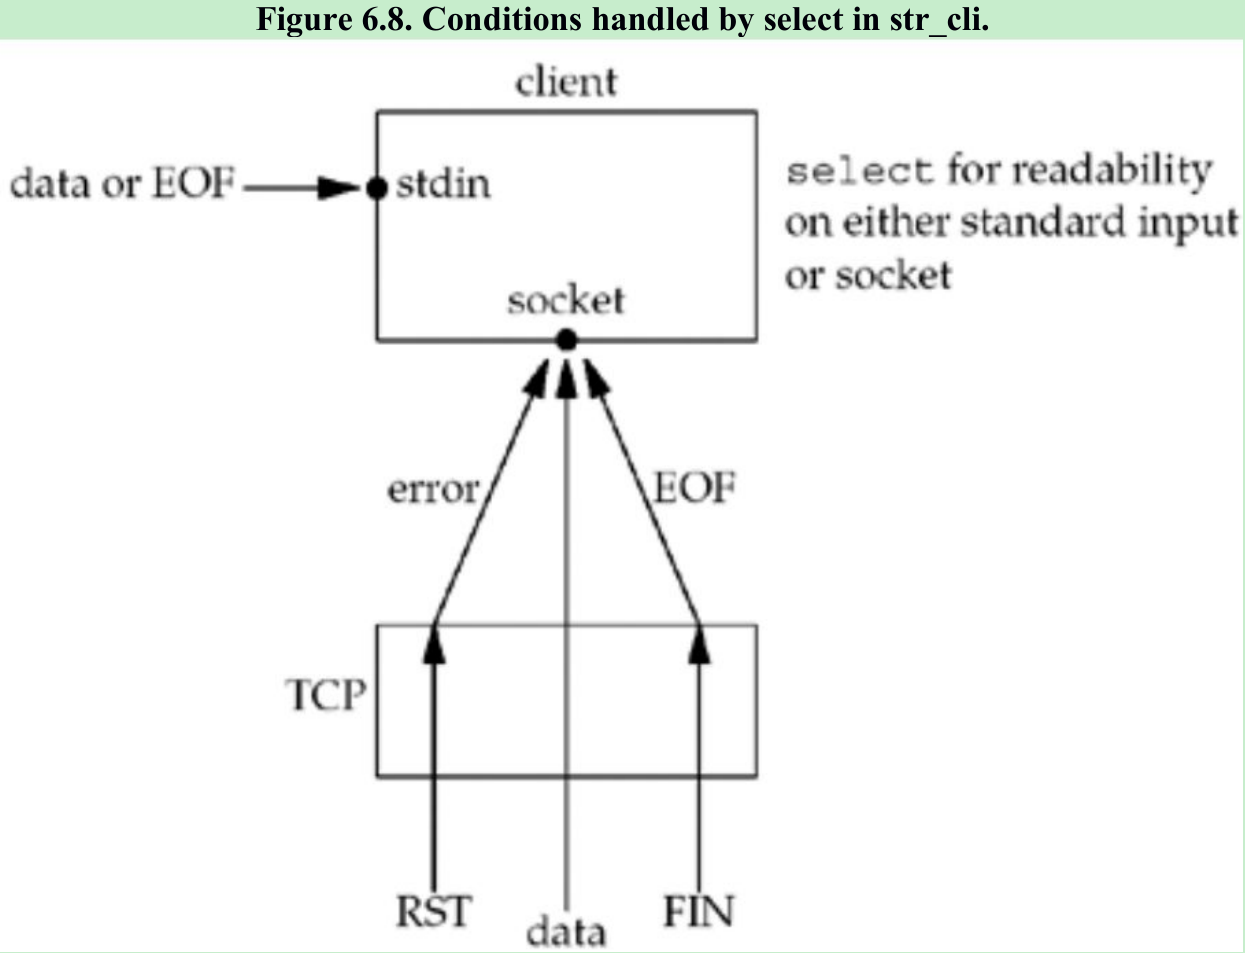 Figure 6.8. Conditions handled by select in str_cli.
client
data or EOF
stdin
select for readability
on either standard input
or socket
socket
error
EOF
TCP
RST
data
FIN